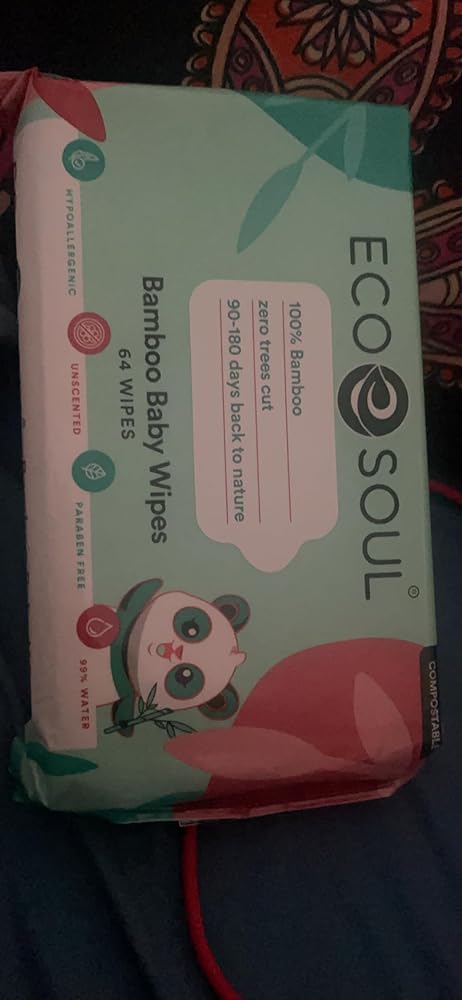 ECO SOUL®
COMPOSTABLE
100% Bamboo
zero trees cut
90-180 days back to nature
Bamboo Baby Wipes
64 WIPES
HYPOALLERGENIC
UNSCENTED
PARABEN FREE
99% WATER